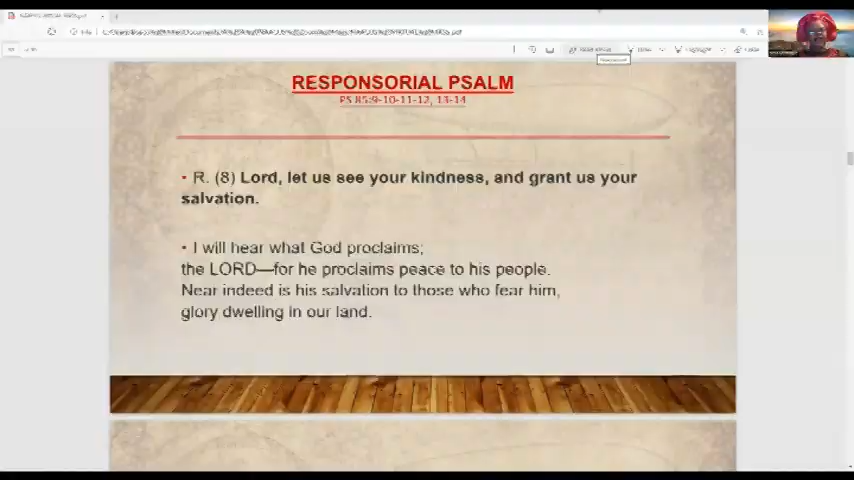 RESPONSORIAL PSALM
PS 85:9-10-11-12, 13-14
• R. (8) Lord, let us see your kindness, and grant us your
salvation.
• I will hear what God proclaims;
the LORD—for he proclaims peace to his people.
Near indeed is his salvation to those who fear him,
glory dwelling in our land.